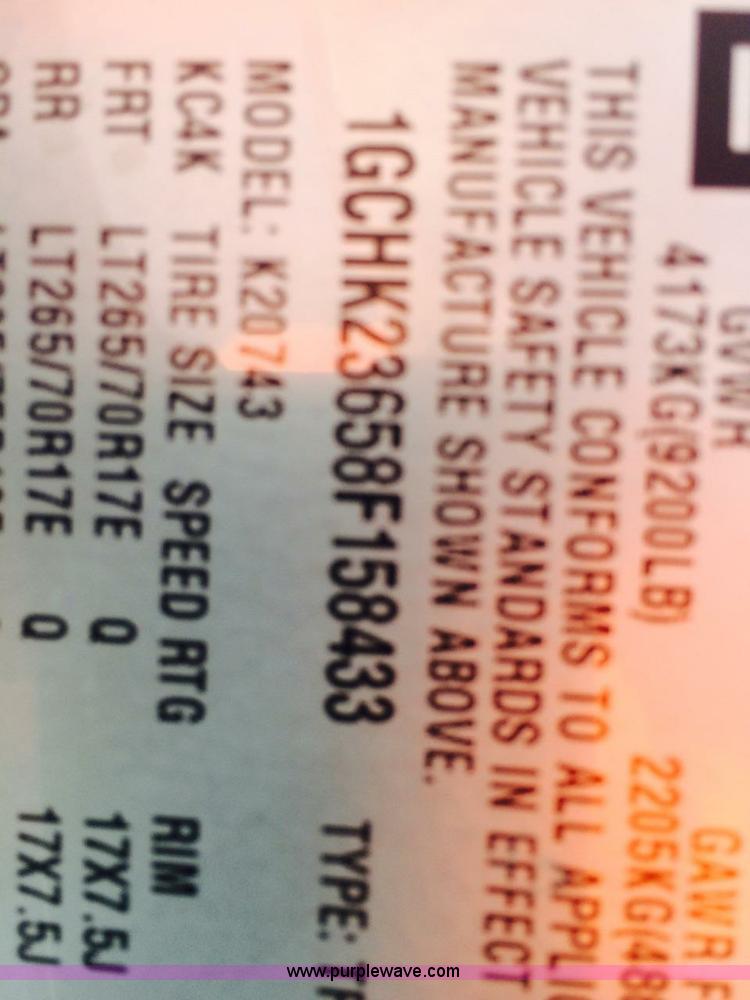 GVWR GAWR F
4173KG(9200LB) 2205KG(48
THIS VEHICLE CONFORMS TO ALL APPLIC
VEHICLE SAFETY STANDARDS IN EFFECT
MANUFACTURE SHOWN ABOVE.
1GCHK23658F158433 TYPE: TR
MODEL: K20743
KC4K TIRE SIZE SPEED RTG RIM
FRT LT265/70R17E Q 17X7.5J
RR LT265/70R17E Q 17X7.5J
www.purplewave.com